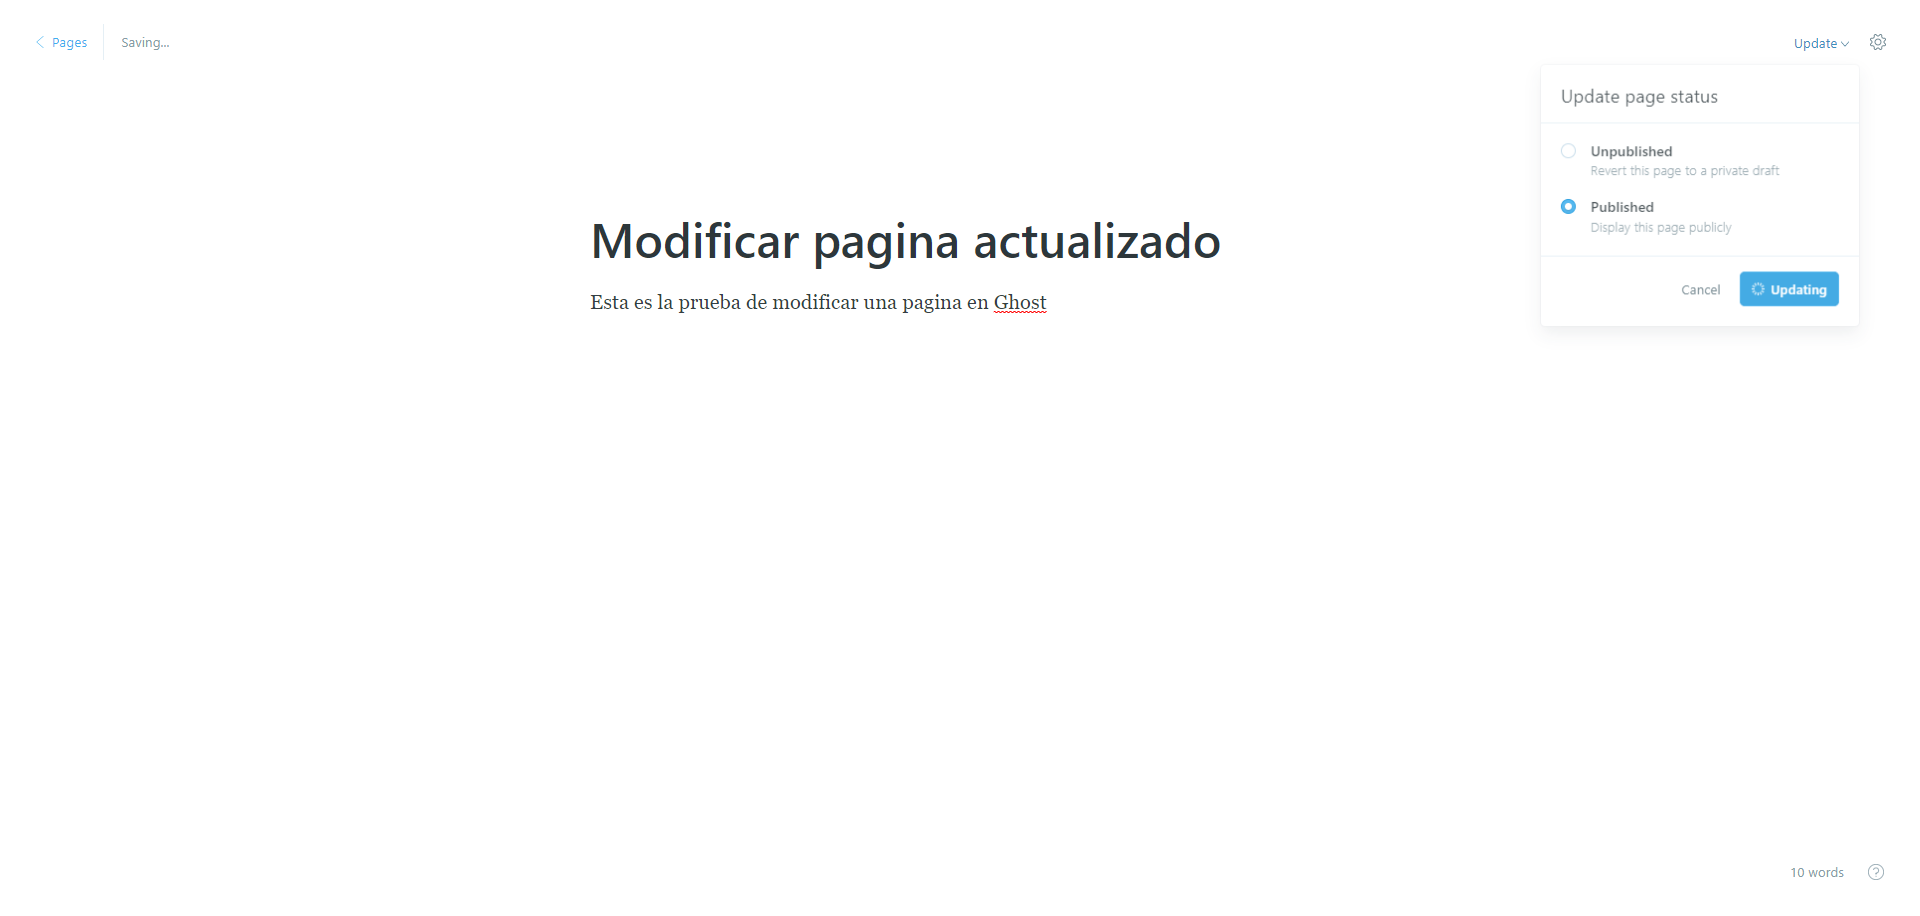 Pages
Saving...
Update
Update page status
Unpublished
Revert this page to a private draft
Published
Display this page publicly
Cancel
Updating
Modificar pagina actualizado
Esta es la prueba de modificar una pagina en Ghost
10 words
?